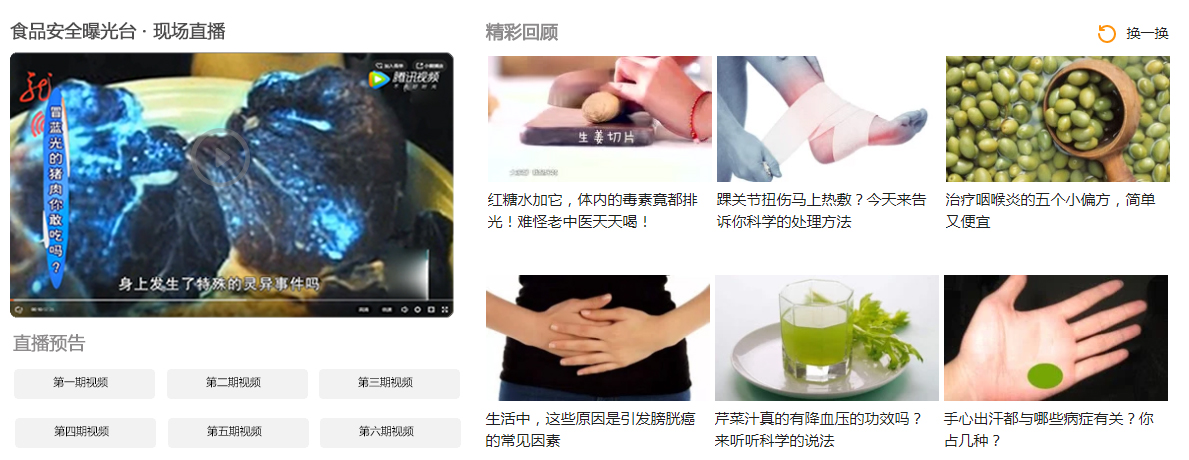 食品安全曝光台 · 现场直播
腾讯视频
冒蓝光的猪肉你敢吃吗?
身上发生了特殊的灵异事件吗
直播预告
第一期视频
第二期视频
第三期视频
第四期视频
第五期视频
第六期视频
精彩回顾
换一换
生姜切片
红糖水加它，体内的毒素竟都排
光！难怪老中医天天喝！
踝关节扭伤马上热敷？今天来告
诉你科学的处理方法
治疗咽喉炎的五个小偏方，简单
又便宜
生活中，这些原因是引发膀胱癌
的常见因素
芹菜汁真的有降血压的功效吗？
来听听科学的说法
手心出汗都与哪些病症有关？你
占几种？